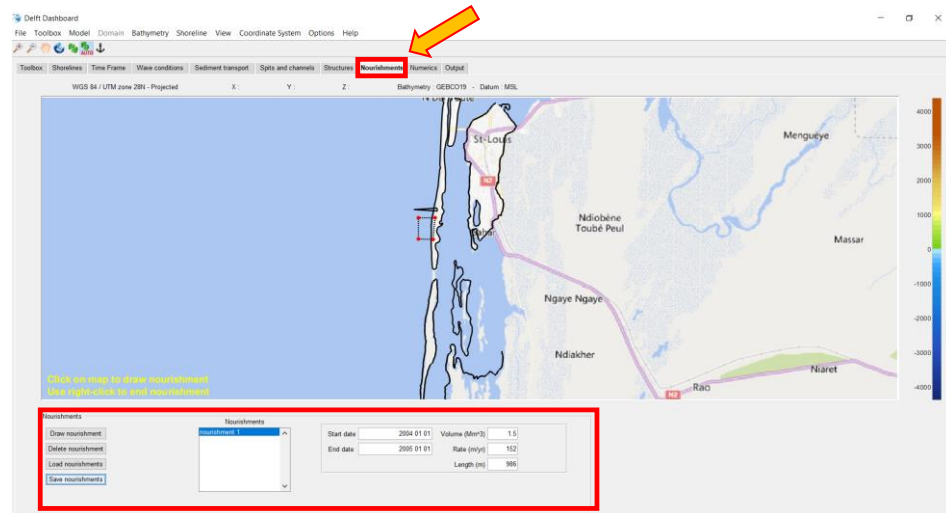 Delft Dashboard
File Toolbox Model Domain Bathymetry Shoreline View Coordinate System Options Help
AUTO
Toolbox Shorelines Time Frame Wave conditions Sediment transport Spits and channels Structures Nourishments Numerics Output
WGS 84 / UTM zone 28N - Projected X : Y : Z : Bathymetry : GEBCO19 - Datum : MSL
St-Louis
Mengueye
N2
Ndiobène
Toubé Peul
Massar
Ngaye Ngaye
Ndiakher
Niaret
Rao
N2
4000
3000
2000
1000
0
-1000
-2000
-3000
-4000
Click on map to draw nourishment
Use right-click to end nourishment
Nourishments
Nourishments
Draw nourishment
Delete nourishment
Load nourishments
Save nourishments
nourishment 1
Start date 2004 01 01 Volume (Mm^3) 1.5
End date 2005 01 01 Rate (m/yr) 152
Length (m) 986